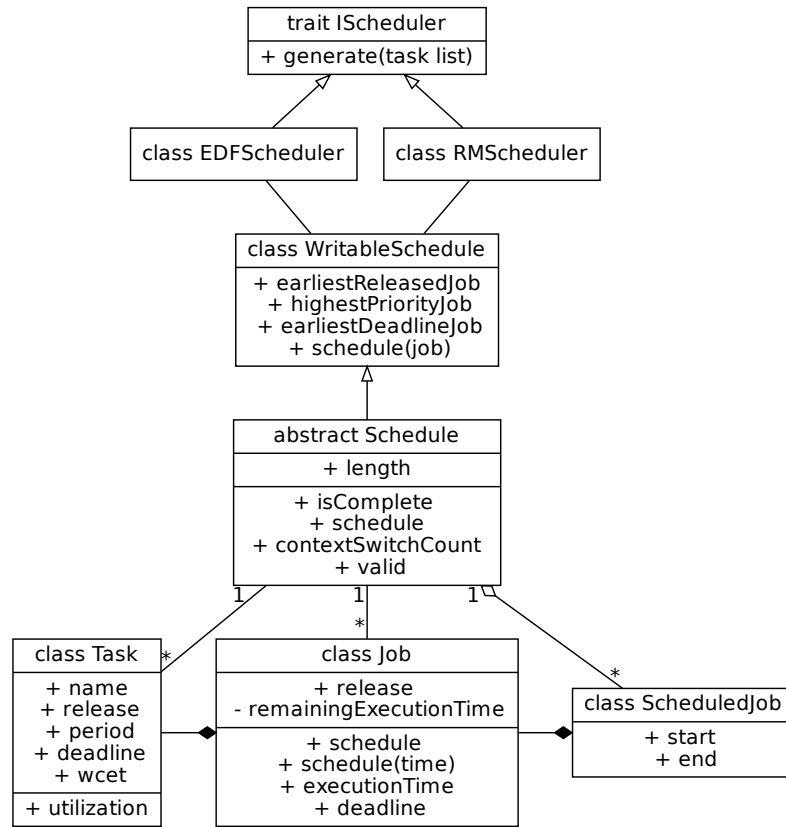 trait IScheduler
+ generate(task list)
class EDFScheduler
class RMScheduler
class WritableSchedule
+ earliestReleasedJob
+ highestPriorityJob
+ earliestDeadlineJob
+ schedule(job)
abstract Schedule
+ length
+ isComplete
+ schedule
+ contextSwitchCount
+ valid
1
1
1
*
*
*
class Task
+ name
+ release
+ period
+ deadline
+ wcet
+ utilization
class Job
+ release
- remainingExecutionTime
+ schedule
+ schedule(time)
+ executionTime
+ deadline
class ScheduledJob
+ start
+ end